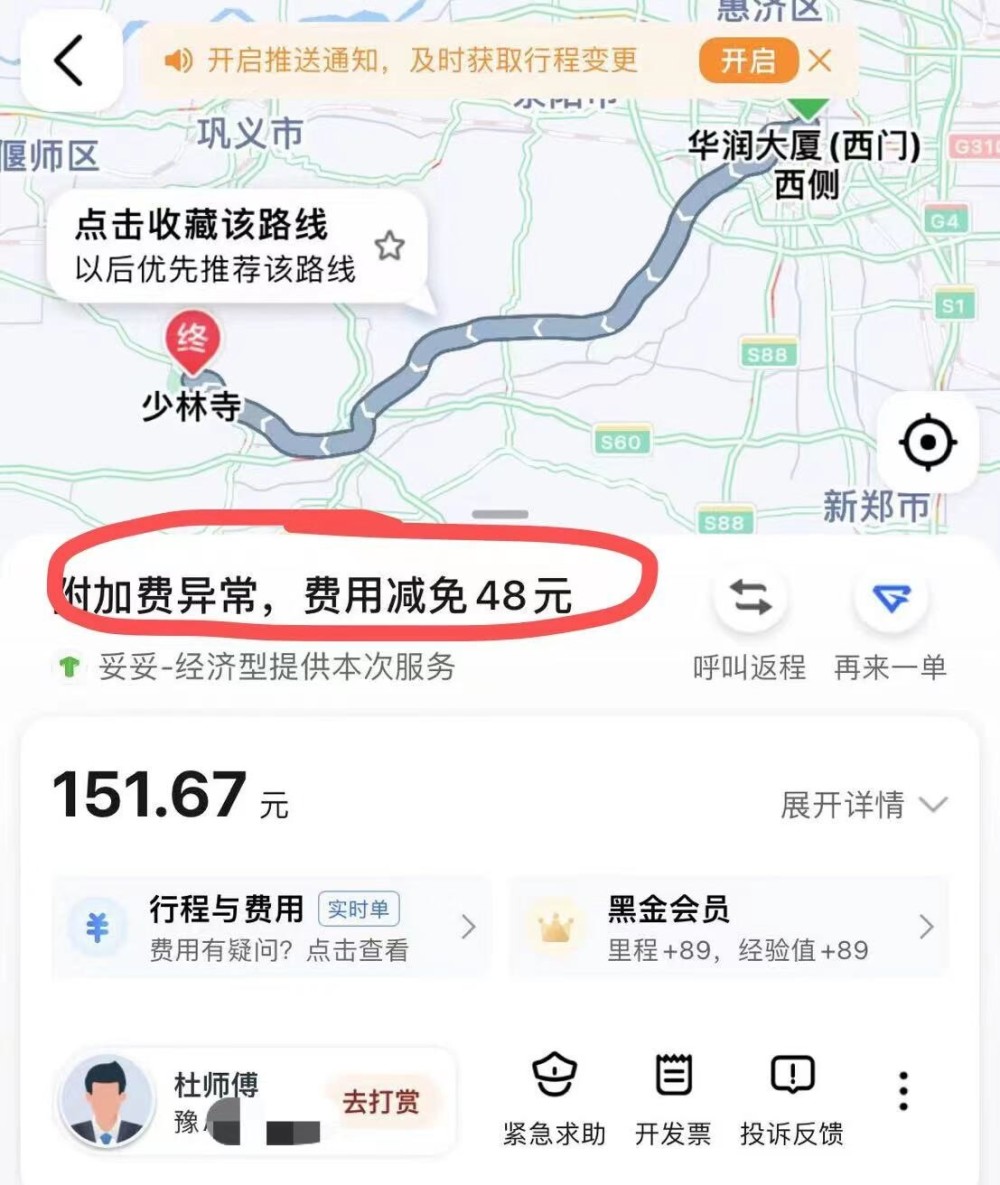 惠济区
开启推送通知，及时获取行程变更 开启
巩义市
偃师区
华润大厦(西门)
西侧
G310
点击收藏该路线
以后优先推荐该路线
G4
S1
终
S88
少林寺
S60
新郑市
S88
附加费异常，费用减免48元
妥妥-经济型提供本次服务
呼叫返程 再来一单
151.67 元
展开详情
行程与费用 实时单
费用有疑问？点击查看
黑金会员
里程+89，经验值+89
杜师傅
豫
去打赏
紧急求助 开发票 投诉反馈